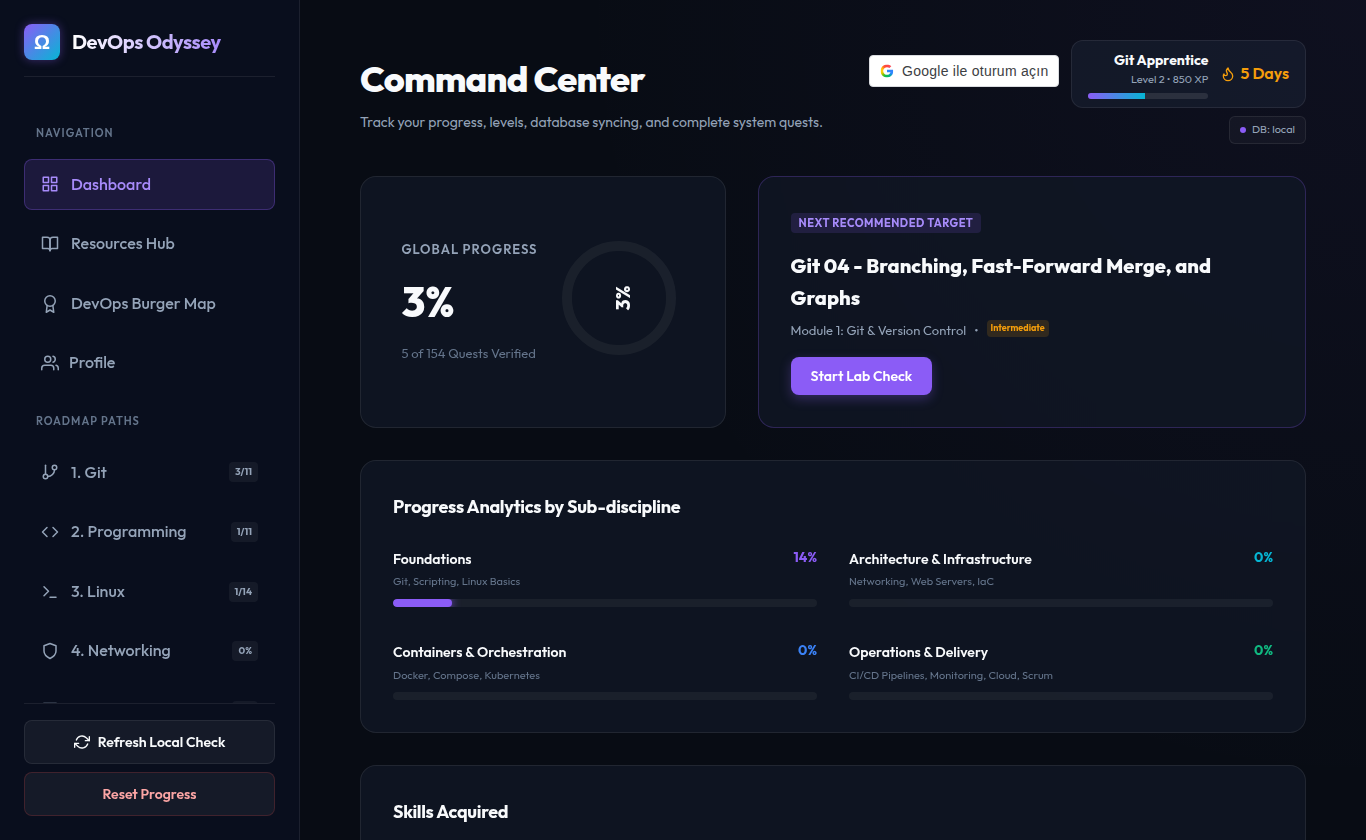 Ω
DevOps Odyssey
NAVIGATION
Dashboard
Resources Hub
DevOps Burger Map
Profile
ROADMAP PATHS
1. Git
3/11
2. Programming
1/11
3. Linux
1/14
4. Networking
0%
Refresh Local Check
Reset Progress
Command Center
Track your progress, levels, database syncing, and complete system quests.
Google ile oturum açın
Git Apprentice
Level 2 • 850 XP
5 Days
DB: local
GLOBAL PROGRESS
3%
5 of 154 Quests Verified
3%
NEXT RECOMMENDED TARGET
Git 04 - Branching, Fast-Forward Merge, and
Graphs
Module 1: Git & Version Control • Intermediate
Start Lab Check
Progress Analytics by Sub-discipline
Foundations
14%
Git, Scripting, Linux Basics
Architecture & Infrastructure
0%
Networking, Web Servers, IaC
Containers & Orchestration
0%
Docker, Compose, Kubernetes
Operations & Delivery
0%
CI/CD Pipelines, Monitoring, Cloud, Scrum
Skills Acquired